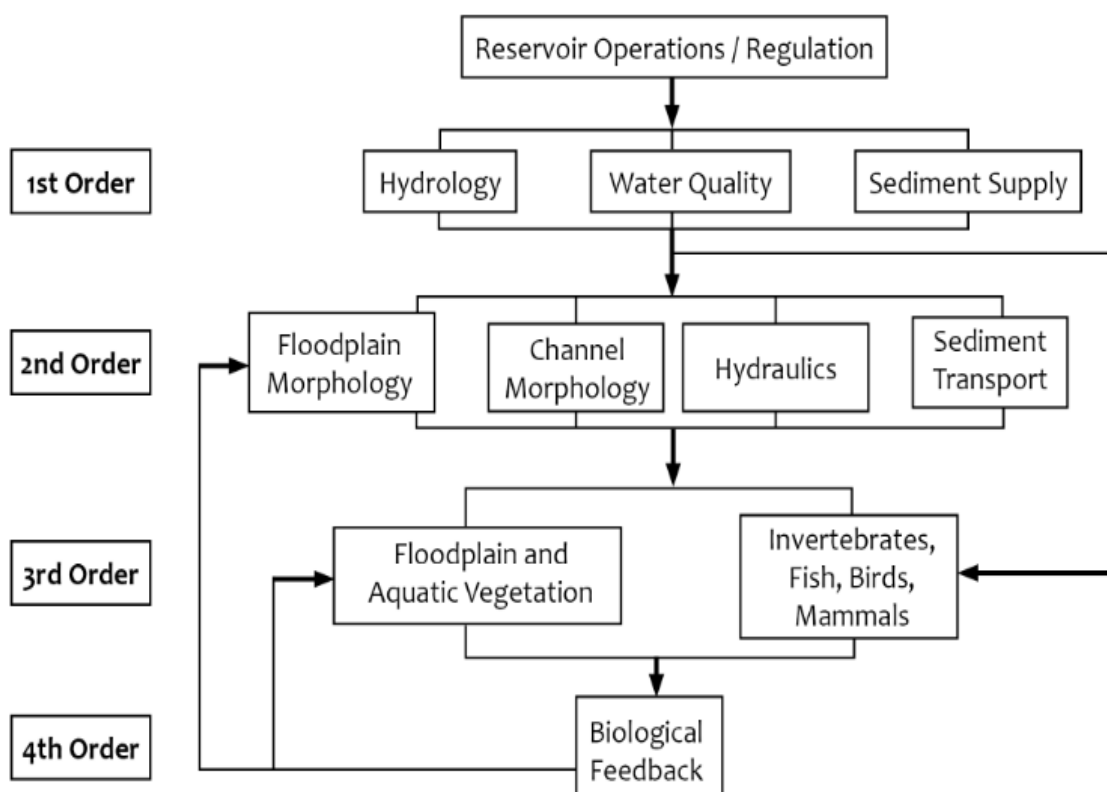 Reservoir Operations / Regulation
1st Order
Hydrology
Water Quality
Sediment Supply
2nd Order
Floodplain
Morphology
Channel
Morphology
Hydraulics
Sediment
Transport
3rd Order
Floodplain and
Aquatic Vegetation
Invertebrates,
Fish, Birds,
Mammals
4th Order
Biological
Feedback